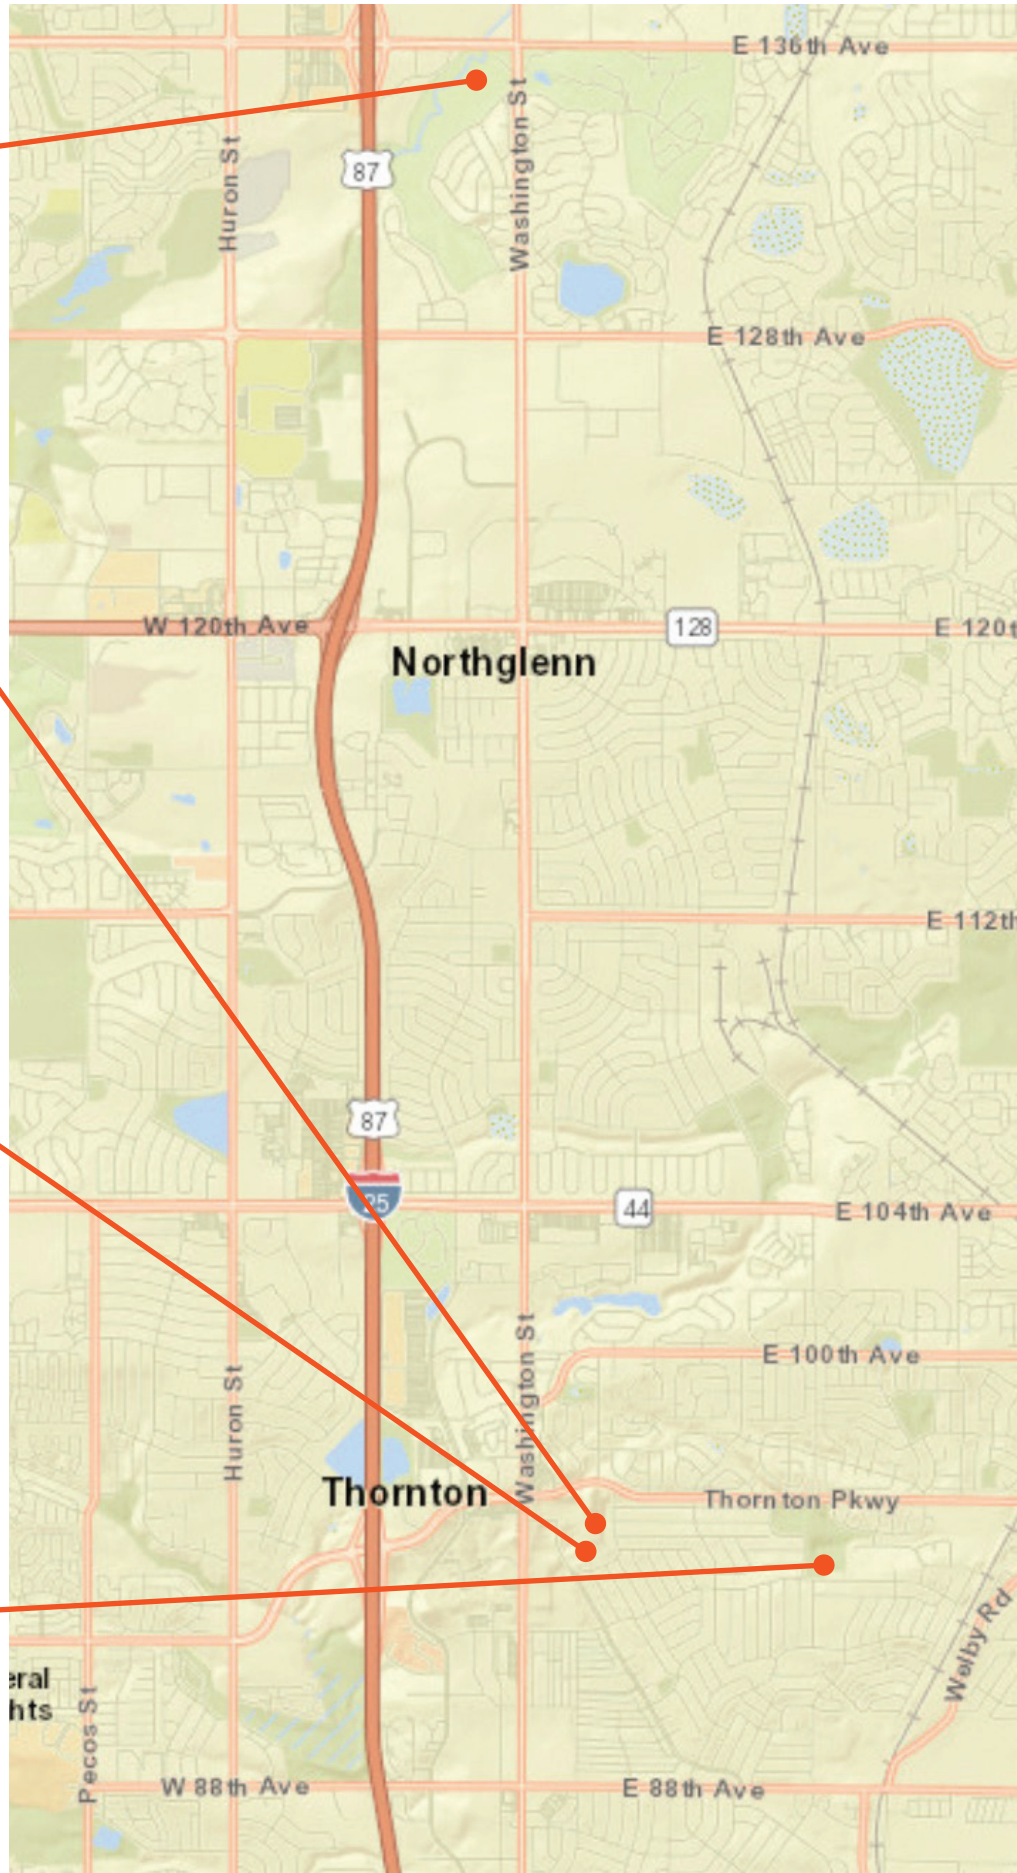 E 136th Ave
Huron St
Washington St
87
E 128th Ave
W 120th Ave
128
E 120t
Northglenn
E 112th
87
35
44
E 104th Ave
Washington St
E 100th Ave
Huron St
Thornton
Thornton Pkwy
Welby Rd
eral
hts
Pecos St
W 88th Ave
E 88th Ave